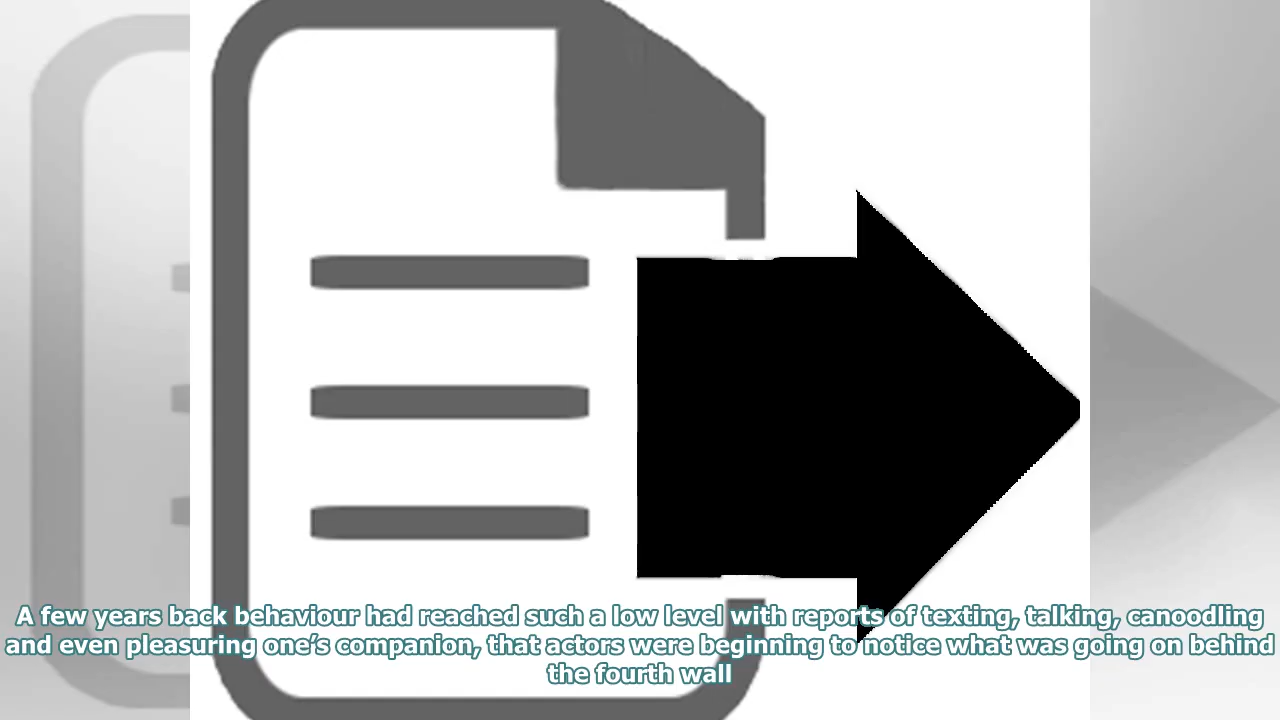 A few years back behaviour had reached such a low level with reports of texting, talking, canoodling
and even pleasuring one’s companion, that actors were beginning to notice what was going on behind
the fourth wall